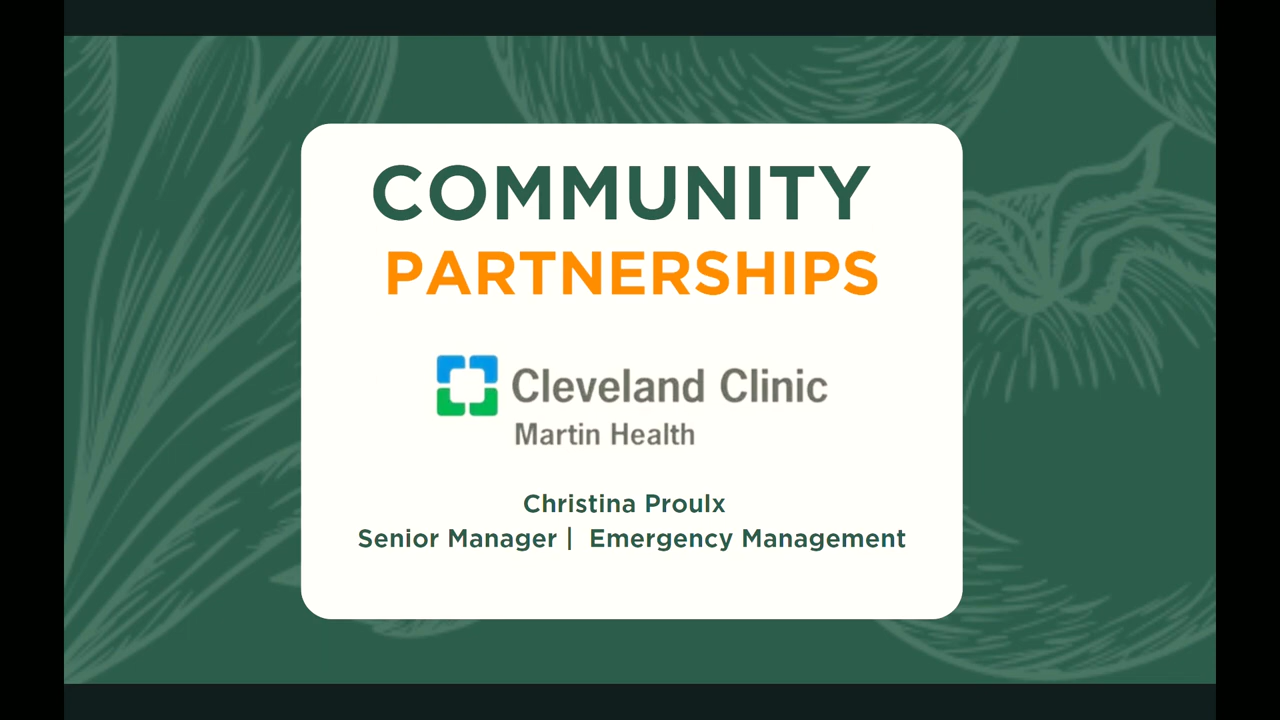 COMMUNITY
PARTNERSHIPS
Cleveland Clinic
Martin Health
Christina Proulx
Senior Manager | Emergency Management